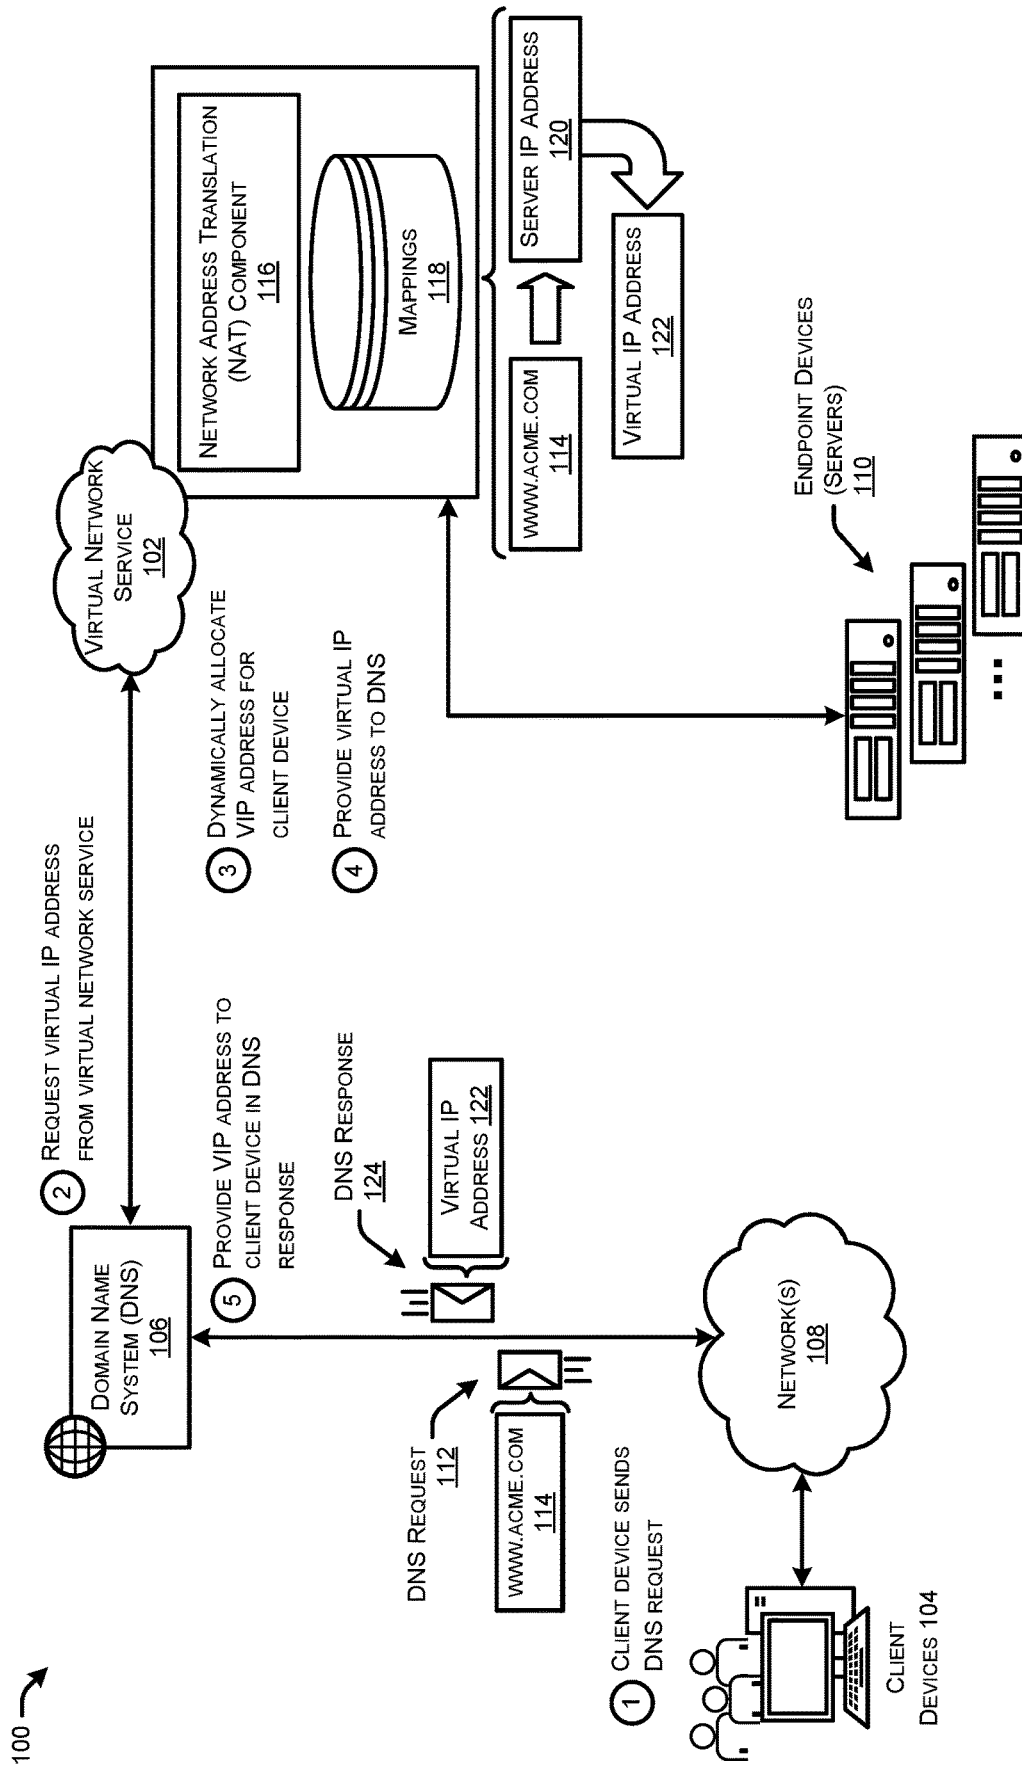 100
2
REQUEST VIRTUAL IP ADDRESS
FROM VIRTUAL NETWORK SERVICE
DOMAIN NAME
SYSTEM (DNS)
106
VIRTUAL NETWORK
SERVICE
102
5
PROVIDE VIP ADDRESS TO
CLIENT DEVICE IN DNS
RESPONSE
3
DYNAMICALLY ALLOCATE
VIP ADDRESS FOR
CLIENT DEVICE
4
PROVIDE VIRTUAL IP
ADDRESS TO DNS
NETWORK ADDRESS TRANSLATION
(NAT) COMPONENT
116
MAPPINGS
118
DNS RESPONSE
124
VIRTUAL IP
ADDRESS 122
DNS REQUEST
112
WWW.ACME.COM
114
WWW.ACME.COM
114
SERVER IP ADDRESS
120
VIRTUAL IP ADDRESS
122
1
CLIENT DEVICE SENDS
DNS REQUEST
NETWORK(S)
108
ENDPOINT DEVICES
(SERVERS)
110
...
CLIENT
DEVICES 104